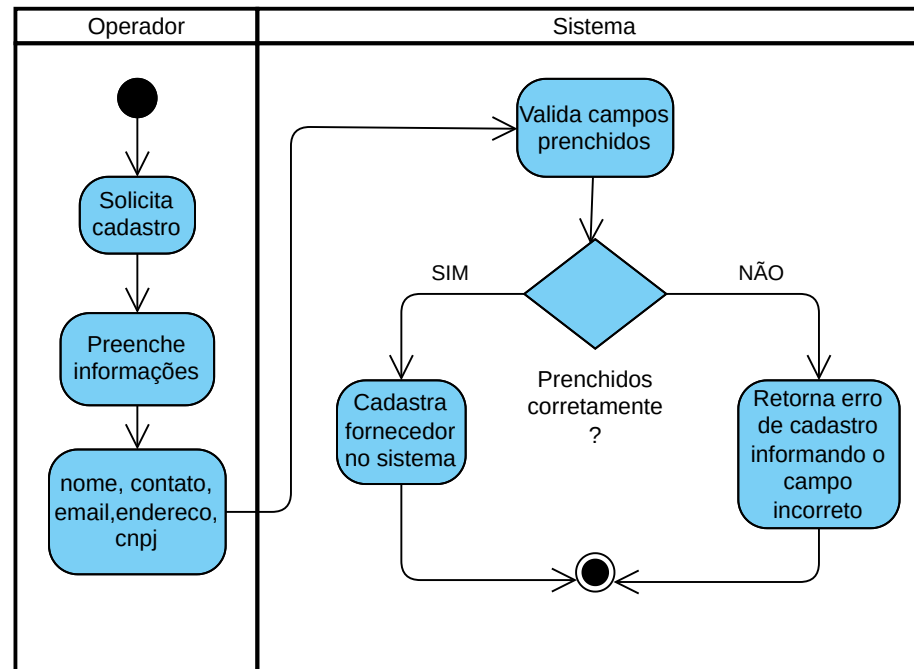 Operador
Sistema
Solicita
cadastro
Preenche
informações
nome, contato,
email,endereco,
cnpj
Valida campos
prenchidos
SIM
NÃO
Prenchidos
corretamente
?
Cadastra
fornecedor
no sistema
Retorna erro
de cadastro
informando o
campo
incorreto